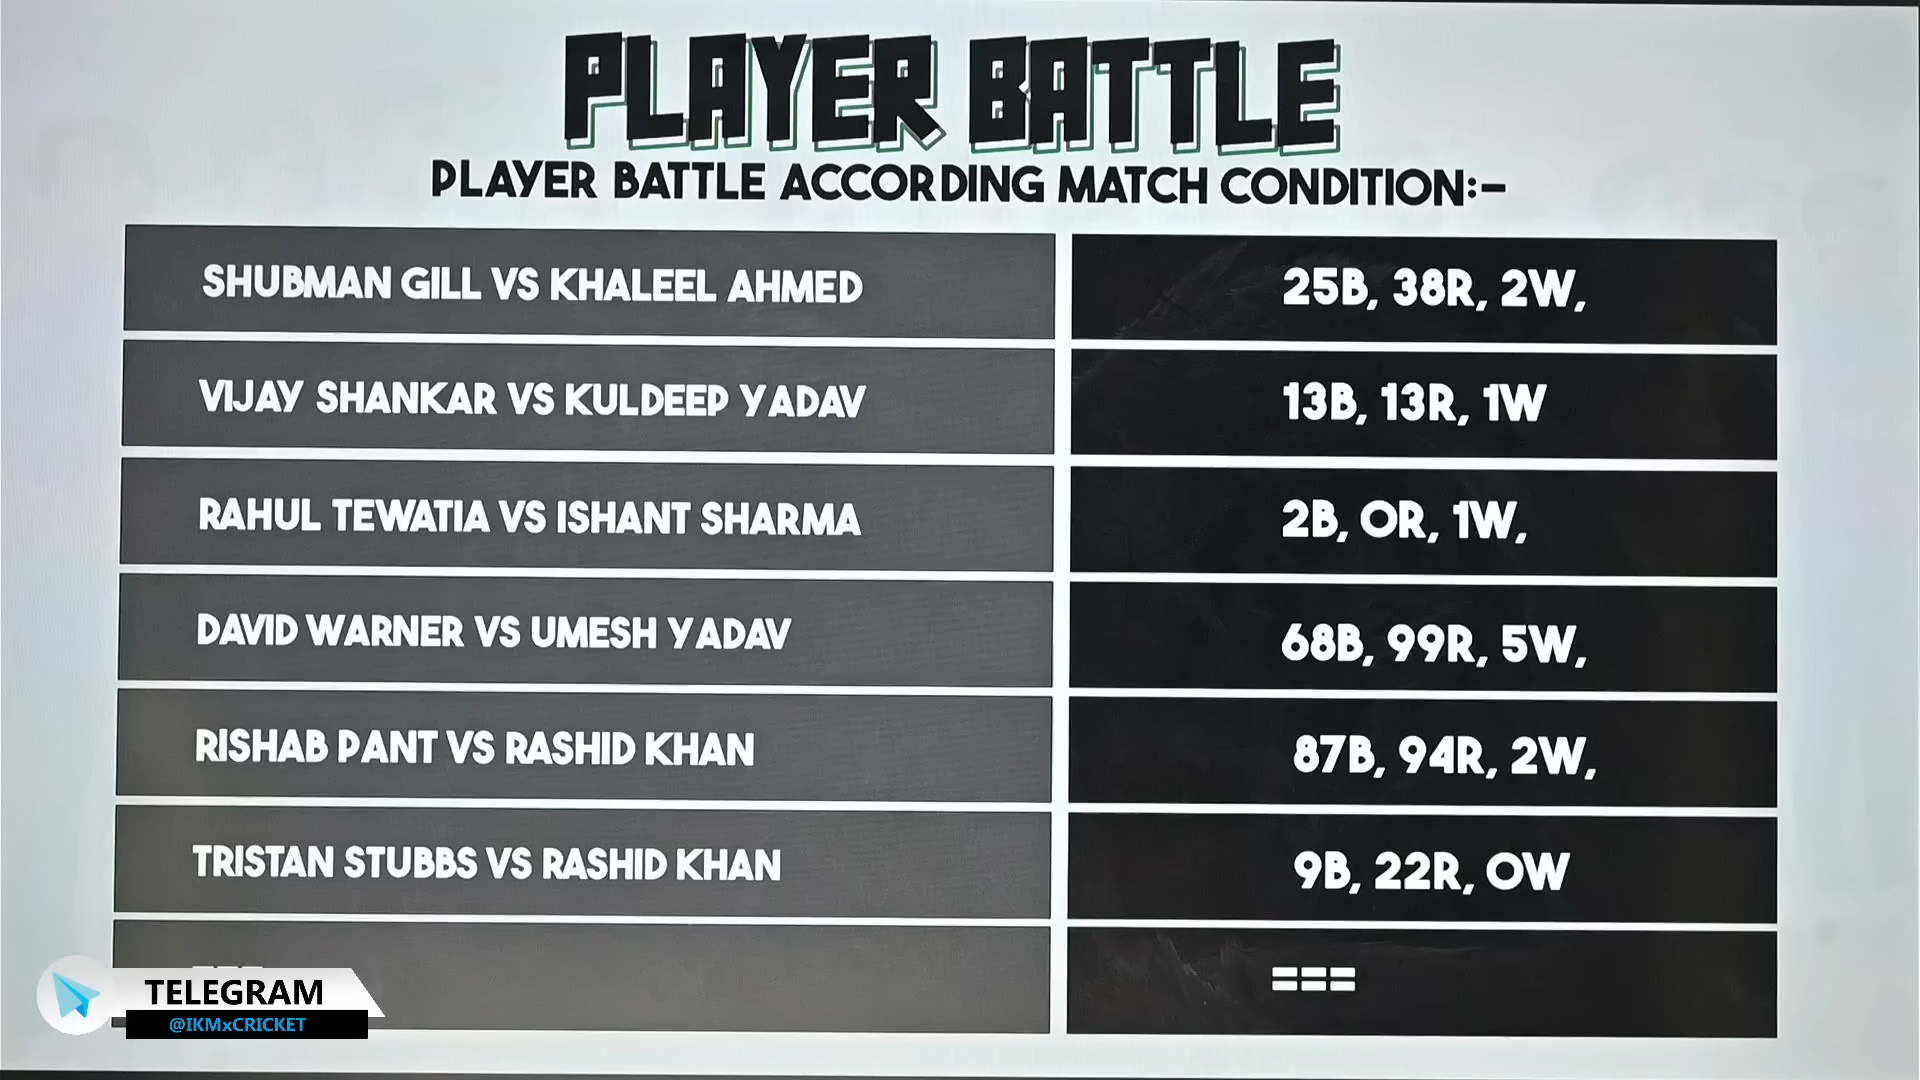 PLAYER BATTLE
PLAYER BATTLE ACCORDING MATCH CONDITION:-
SHUBMAN GILL VS KHALEEL AHMED 25B, 38R, 2W,
VIJAY SHANKAR VS KULDEEP YADAV 13B, 13R, 1W
RAHUL TEWATIA VS ISHANT SHARMA 2B, 0R, 1W,
DAVID WARNER VS UMESH YADAV 68B, 99R, 5W,
RISHAB PANT VS RASHID KHAN 87B, 94R, 2W,
TRISTAN STUBBS VS RASHID KHAN 9B, 22R, 0W
===
TELEGRAM
@IKMxCRICKET